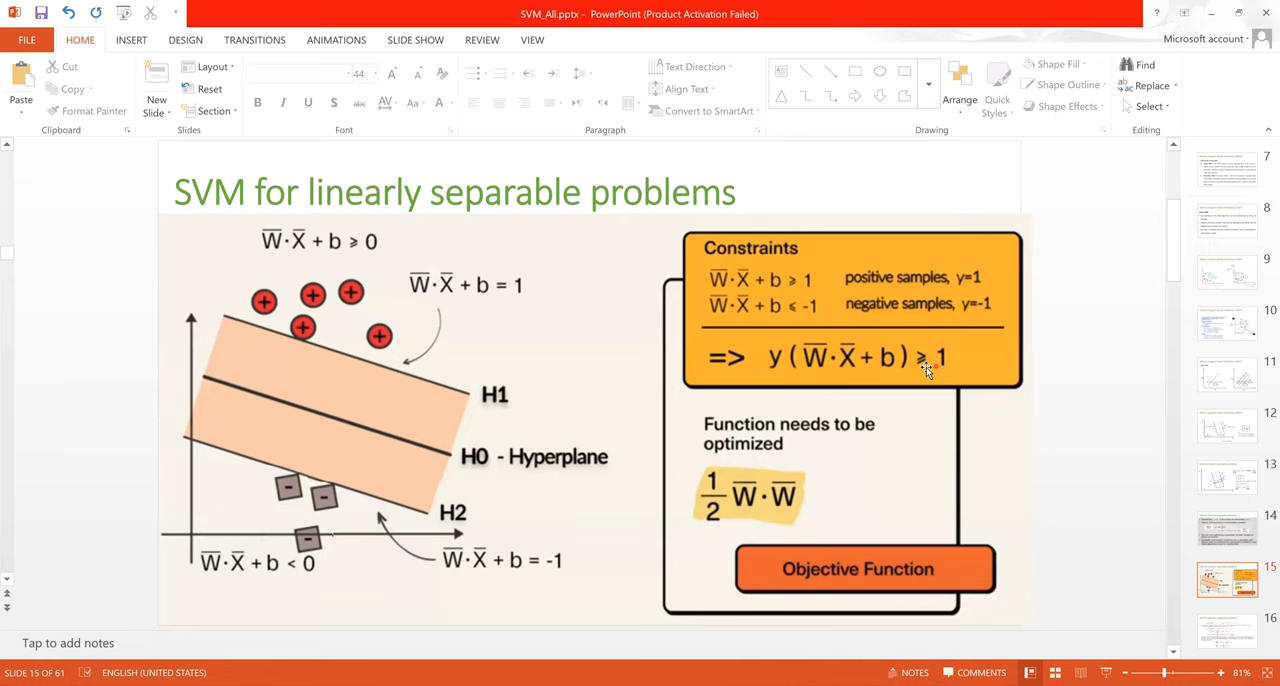 SVM_All.pptx - PowerPoint (Product Activation Failed)
FILE HOME INSERT DESIGN TRANSITIONS ANIMATIONS SLIDE SHOW REVIEW VIEW Microsoft account
Paste
Cut
Copy
Format Painter
Clipboard
New Slide
Layout
Reset
Section
Slides
44
B I U S abc AV Aa A
Font
Text Direction
Align Text
Convert to SmartArt
Paragraph
Arrange
Quick Styles
Shape Fill
Shape Outline
Shape Effects
Drawing
Find
Replace
Select
Editing
SVM for linearly separable problems
W̅·X̅ + b ⩾ 0
W̅·X̅ + b = 1
+ + + + +
H1
H0 - Hyperplane
H2
- - -
W̅·X̅ + b < 0
W̅·X̅ + b = -1
Constraints
W̅·X̅ + b ⩾ 1 positive samples, y=1
W̅·X̅ + b ⩽ -1 negative samples, y=-1
=> y ( W̅·X̅ + b ) ⩾ 1
Function needs to be
optimized
1/2 W̅·W̅
Objective Function
7
8
9
10
11
12
13
14
15
16
Tap to add notes
SLIDE 15 OF 61 ENGLISH (UNITED STATES) NOTES COMMENTS 81%